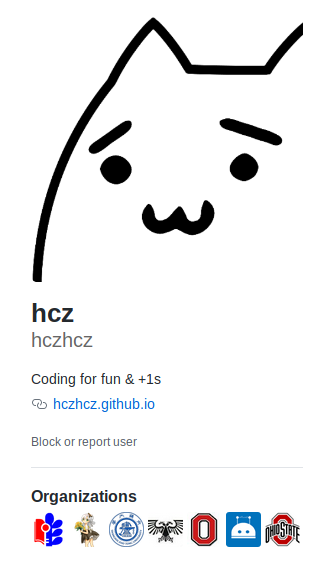 hcz
hczhcz
Coding for fun & +1s
hczhcz.github.io
Block or report user
Organizations
OHIO STATE